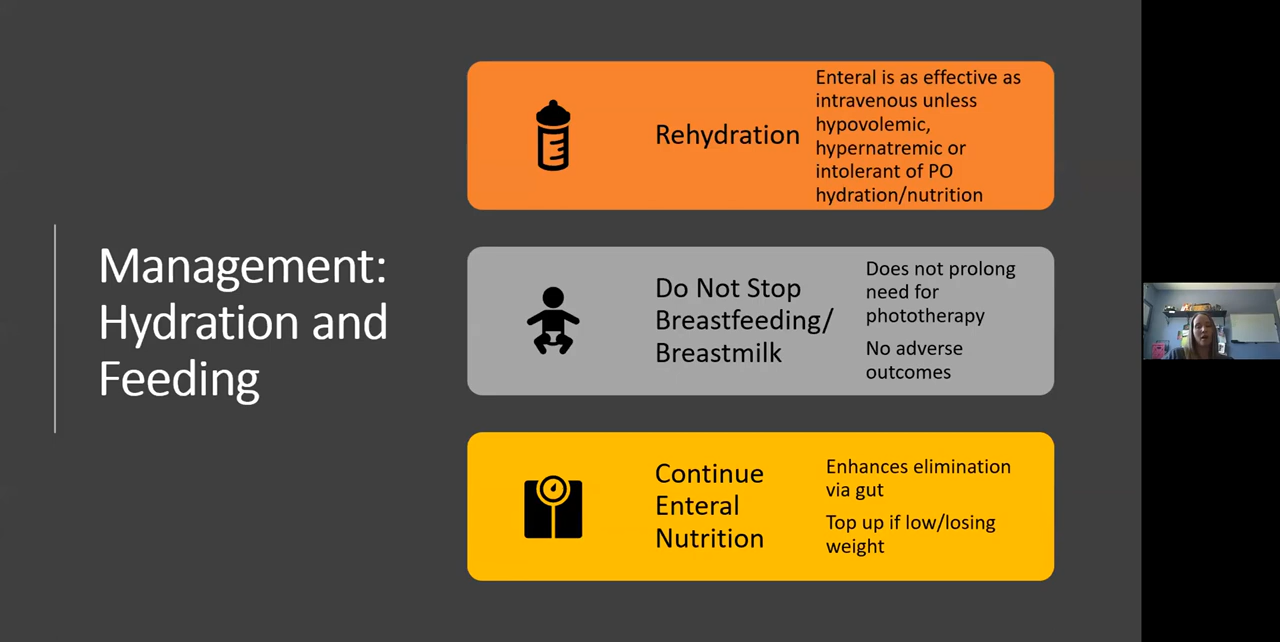 Management:
Hydration and
Feeding
Rehydration
Enteral is as effective as
intravenous unless
hypovolemic,
hypernatremic or
intolerant of PO
hydration/nutrition
Do Not Stop
Breastfeeding/
Breastmilk
Does not prolong
need for
phototherapy
No adverse
outcomes
Continue
Enteral
Nutrition
Enhances elimination
via gut
Top up if low/losing
weight